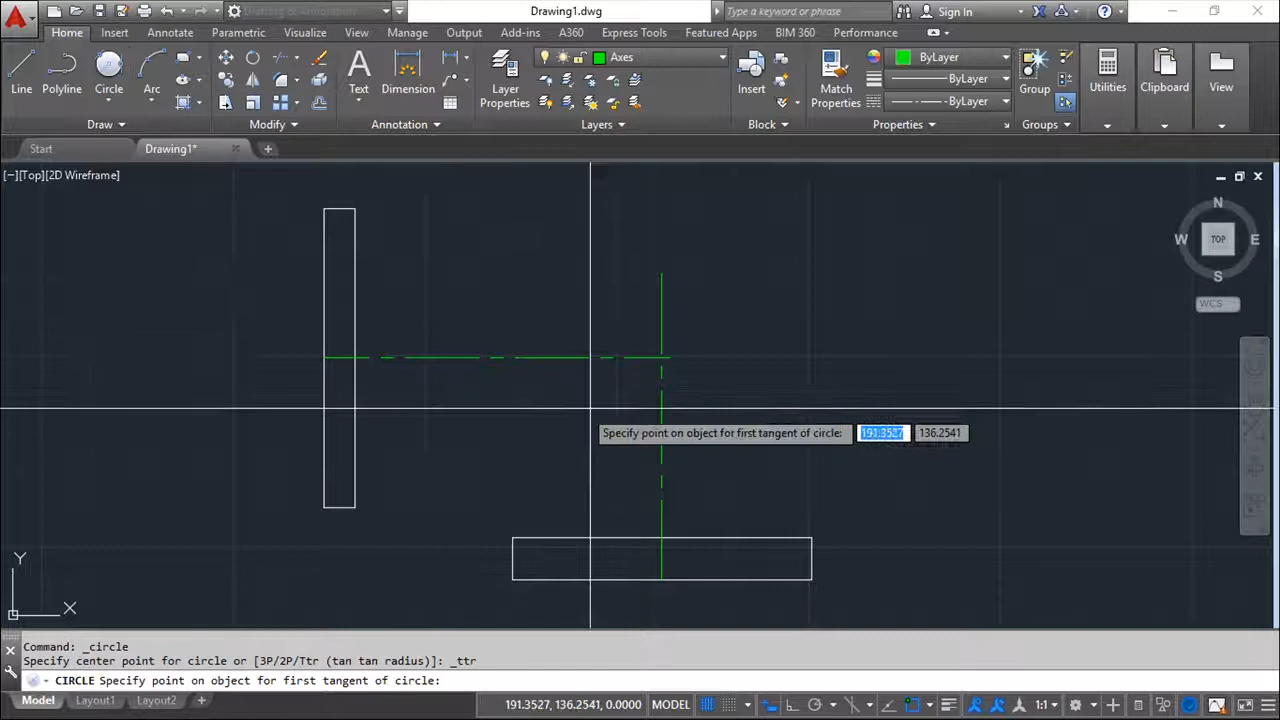 Drafting & Annotation
Drawing1.dwg
Type a keyword or phrase
Sign In
Home Insert Annotate Parametric Visualize View Manage Output Add-ins A360 Express Tools Featured Apps BIM 360 Performance
Axes
ByLayer
ByLayer
ByLayer
Line Polyline Circle Arc Text Dimension Layer Properties Insert Match Properties Group Utilities Clipboard View
Draw Modify Annotation Layers Block Properties Groups
Start Drawing1*
[−][Top][2D Wireframe]
N
W TOP E
S
WCS
Specify point on object for first tangent of circle: 191.3527 136.2541
Y
X
Command: _circle
Specify center point for circle or [3P/2P/Ttr (tan tan radius)]: _ttr
CIRCLE Specify point on object for first tangent of circle:
Model Layout1 Layout2 191.3527, 136.2541, 0.0000 MODEL 1:1